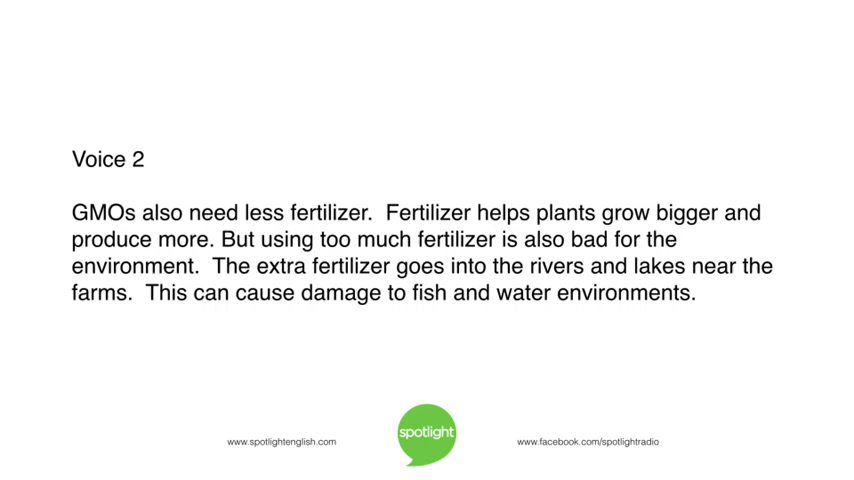 Voice 2
GMOs also need less fertilizer.  Fertilizer helps plants grow bigger and
produce more. But using too much fertilizer is also bad for the
environment.  The extra fertilizer goes into the rivers and lakes near the
farms.  This can cause damage to fish and water environments.
www.spotlightenglish.com
spotlight
www.facebook.com/spotlightradio